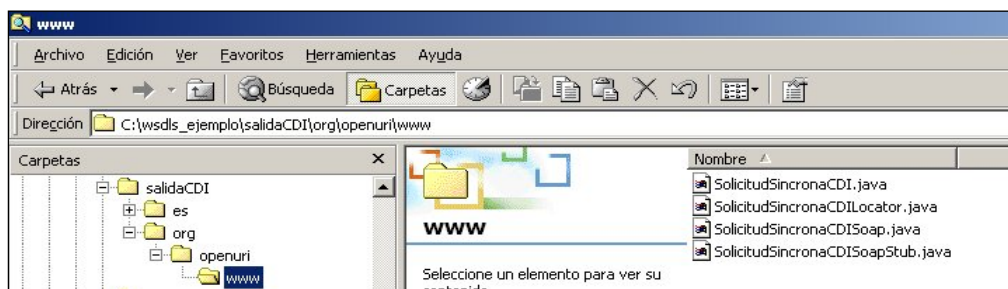 www
Archivo Edición Ver Favoritos Herramientas Ayuda
Atrás Búsqueda Carpetas
Dirección C:\wsdls_ejemplo\salidaCDI\org\openuri\www
Carpetas
salidaCDI
es
org
openuri
www
www
Seleccione un elemento para ver su
Nombre
SolicitudSincronaCDI.java
SolicitudSincronaCDILocator.java
SolicitudSincronaCDISoap.java
SolicitudSincronaCDISoapStub.java